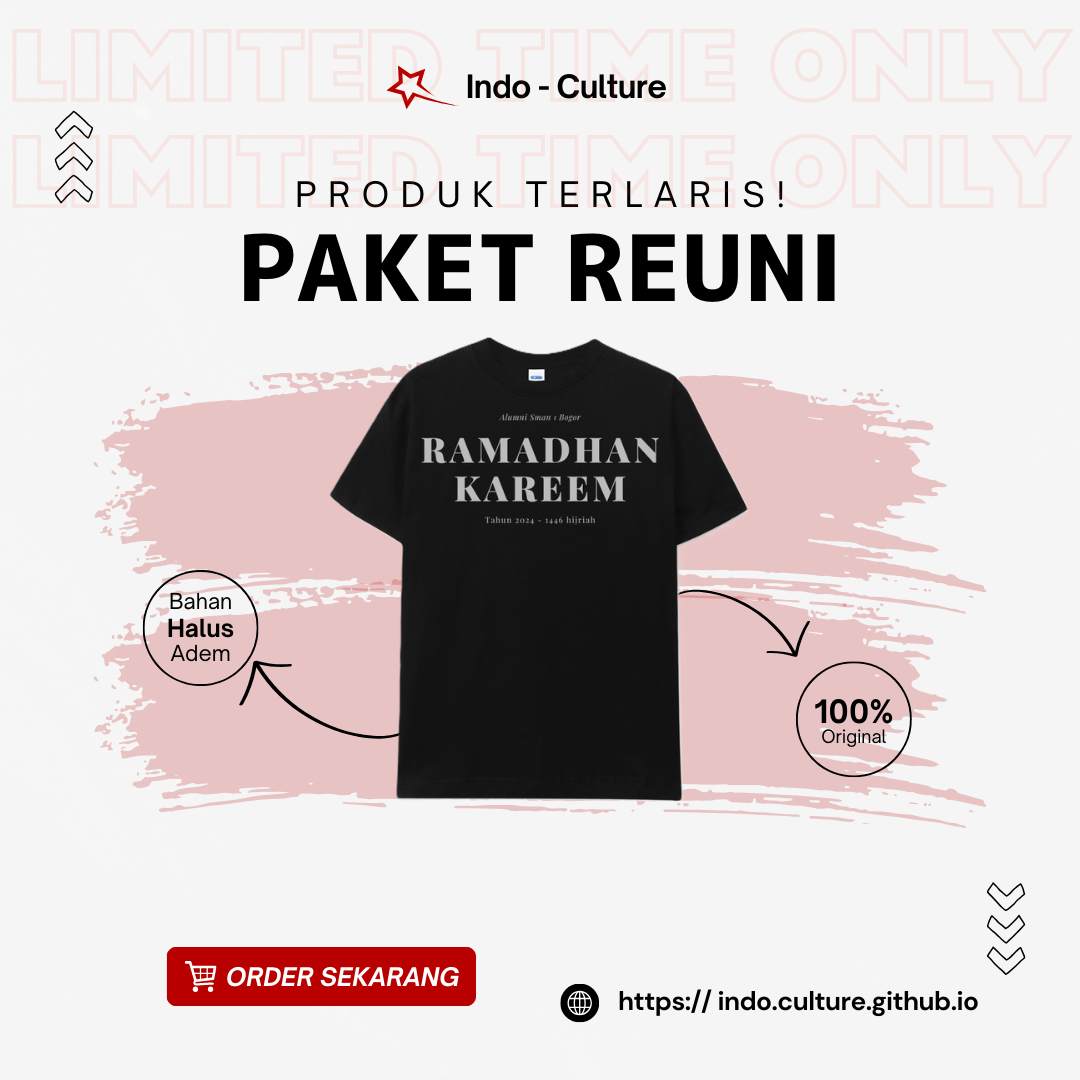 LIMITED TIME ONLY
Indo - Culture
LIMITED TIME ONLY
PRODUK TERLARIS!
PAKET REUNI
Alumni Sman 1 Bogor
RAMADHAN
KAREEM
Tahun 2024 - 1446 hijriah
Bahan
Halus
Adem
100%
Original
ORDER SEKARANG
https:// indo.culture.github.io